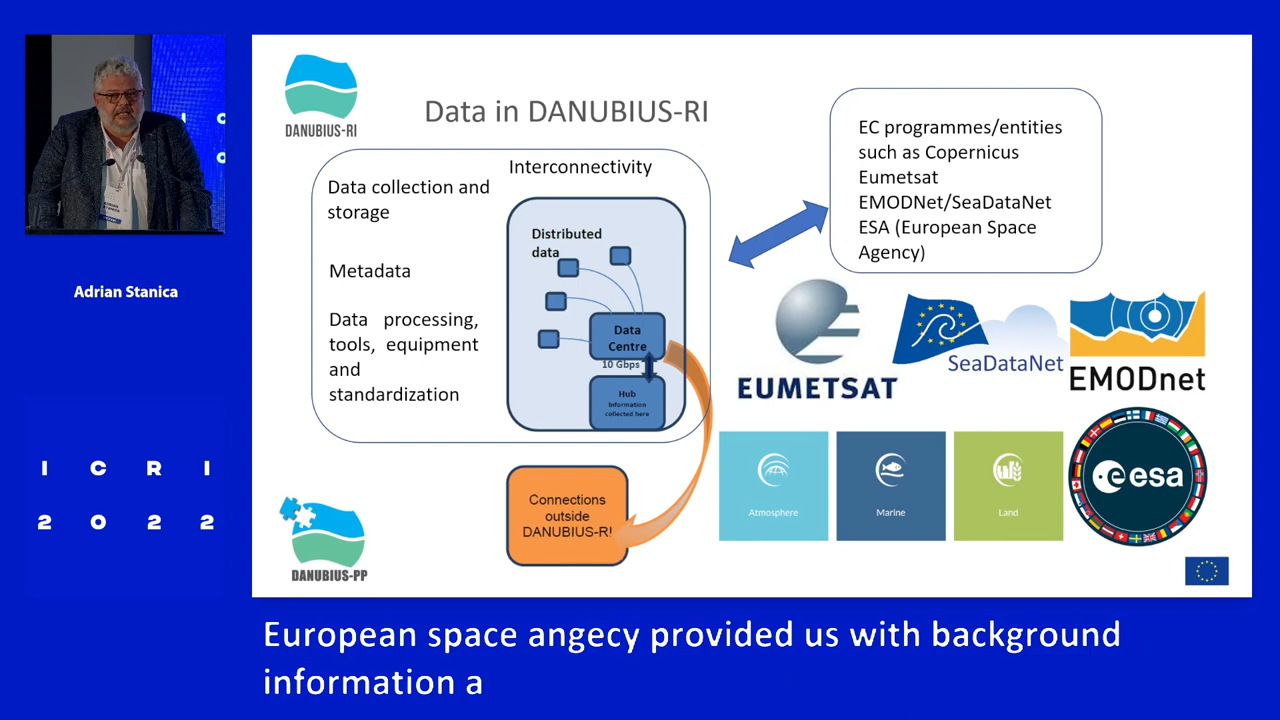 DANUBIUS-RI
Data in DANUBIUS-RI
Interconnectivity
Data collection and
storage
Metadata
Data processing,
tools, equipment
and
standardization
Distributed
data
Data
Centre
10 Gbps
Hub
Information
collected here
Connections
outside
DANUBIUS-RI
EC programmes/entities
such as Copernicus
Eumetsat
EMODNet/SeaDataNet
ESA (European Space
Agency)
EUMETSAT
SeaDataNet
EMODnet
Atmosphere
Marine
Land
esa
DANUBIUS-PP
Adrian Stanica
I C R I
2 0 2 2
European space angecy provided us with background
information a